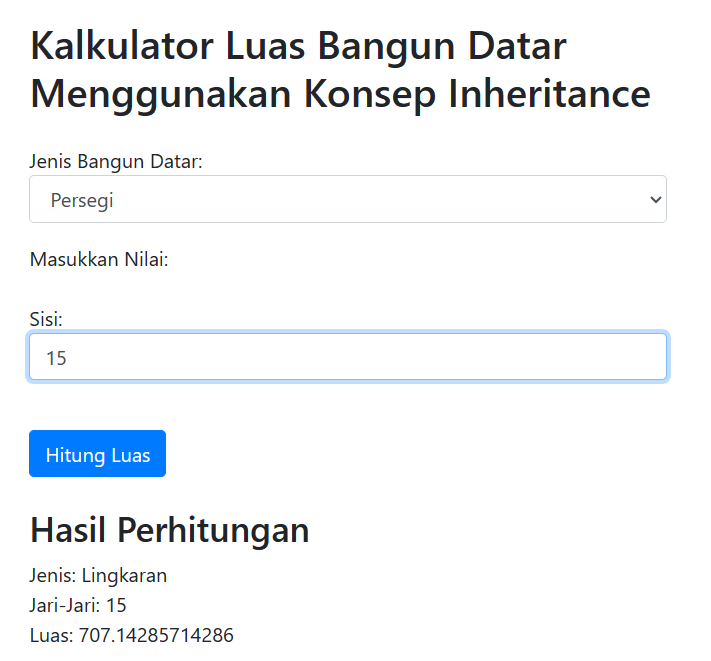 Kalkulator Luas Bangun Datar
Menggunakan Konsep Inheritance
Jenis Bangun Datar:
Persegi
Masukkan Nilai:
Sisi:
15
Hitung Luas
Hasil Perhitungan
Jenis: Lingkaran
Jari-Jari: 15
Luas: 707.14285714286